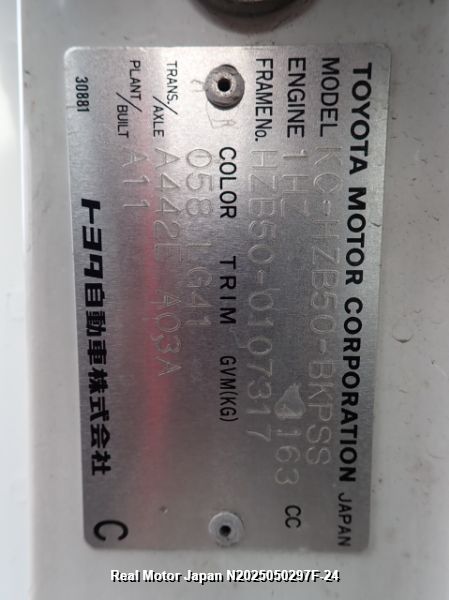 TOYOTA MOTOR CORPORATION JAPAN
MODEL KC-HZB50-BKPSS
ENGINE 1HZ 4163 CC
FRAME No. HZB50-0107317
COLOR TRIM GVM(KG)
058 LG41
TRANS./AXLE A442F A03A
PLANT/BUILT A11
30881 トヨタ自動車株式会社 C
Real Motor Japan N2025050297F-24